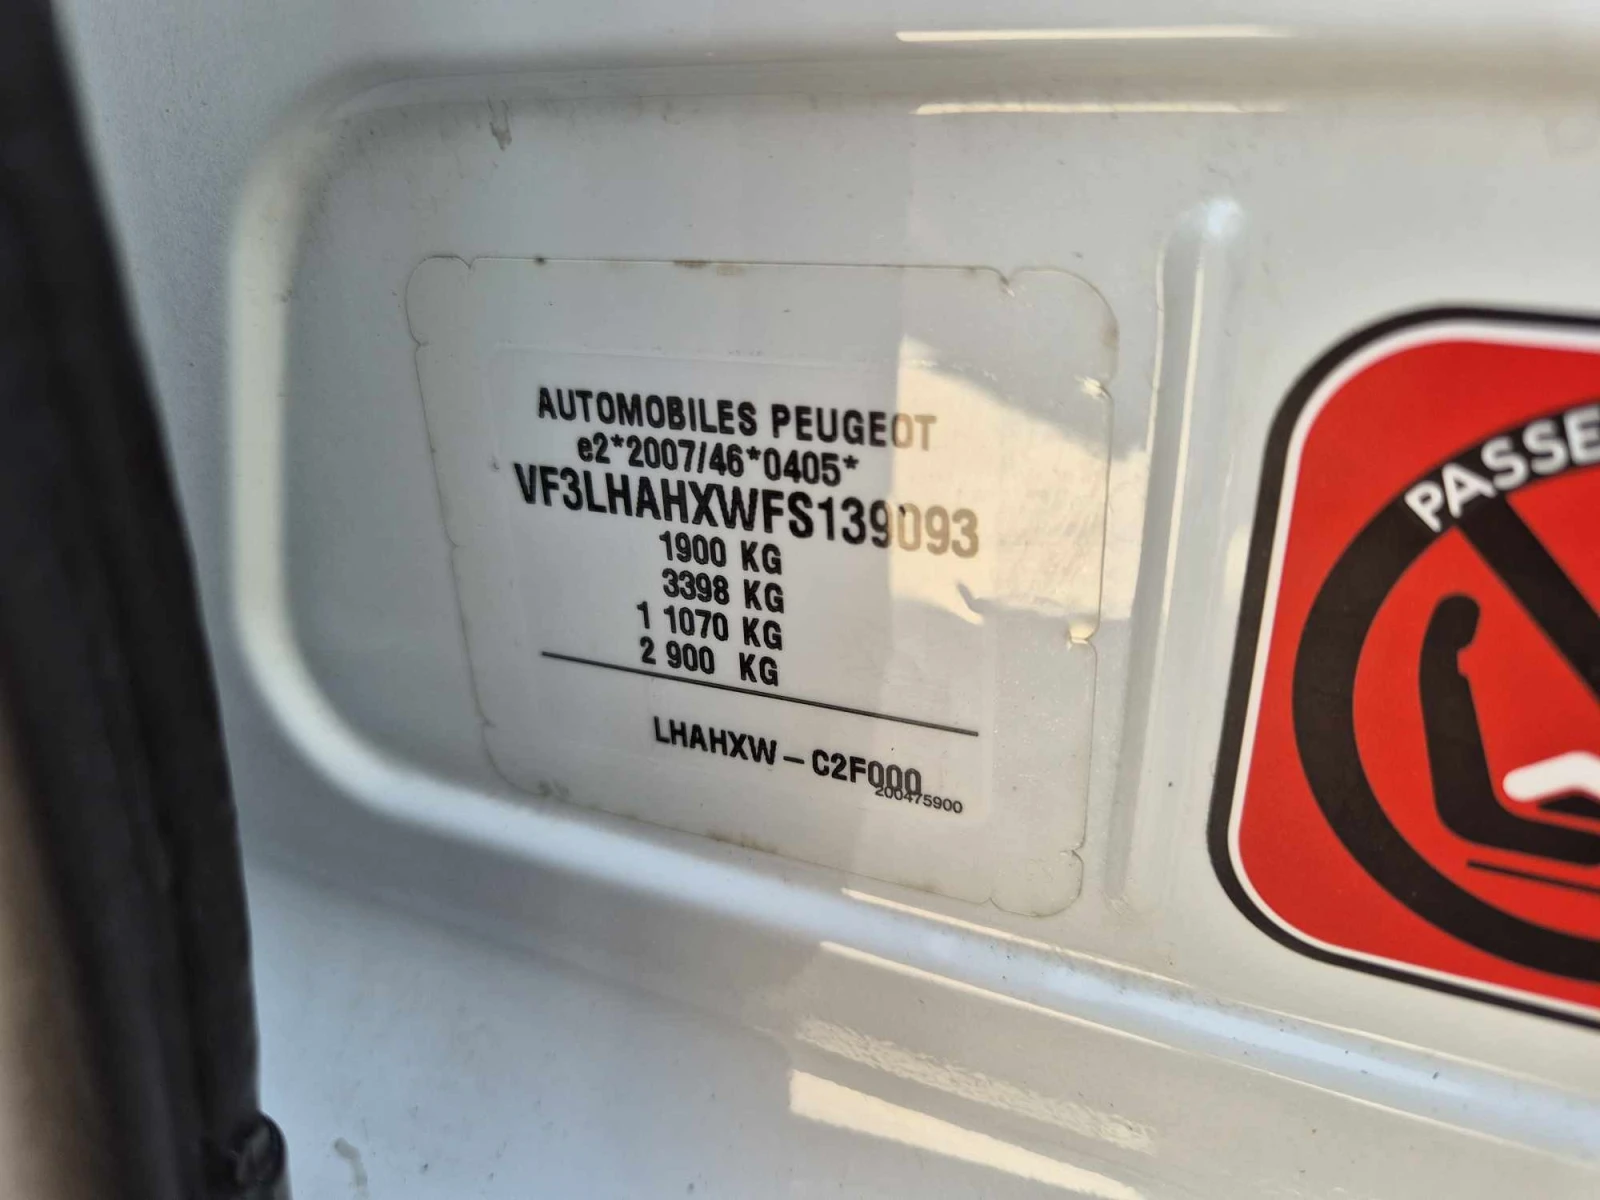 AUTOMOBILES PEUGEOT
e2*2007/46*0405*
VF3LHAHXWFS139093
1900 KG
3398 KG
1 1070 KG
2 900 KG
LHAHXW – C2F000
200475900
PASSE